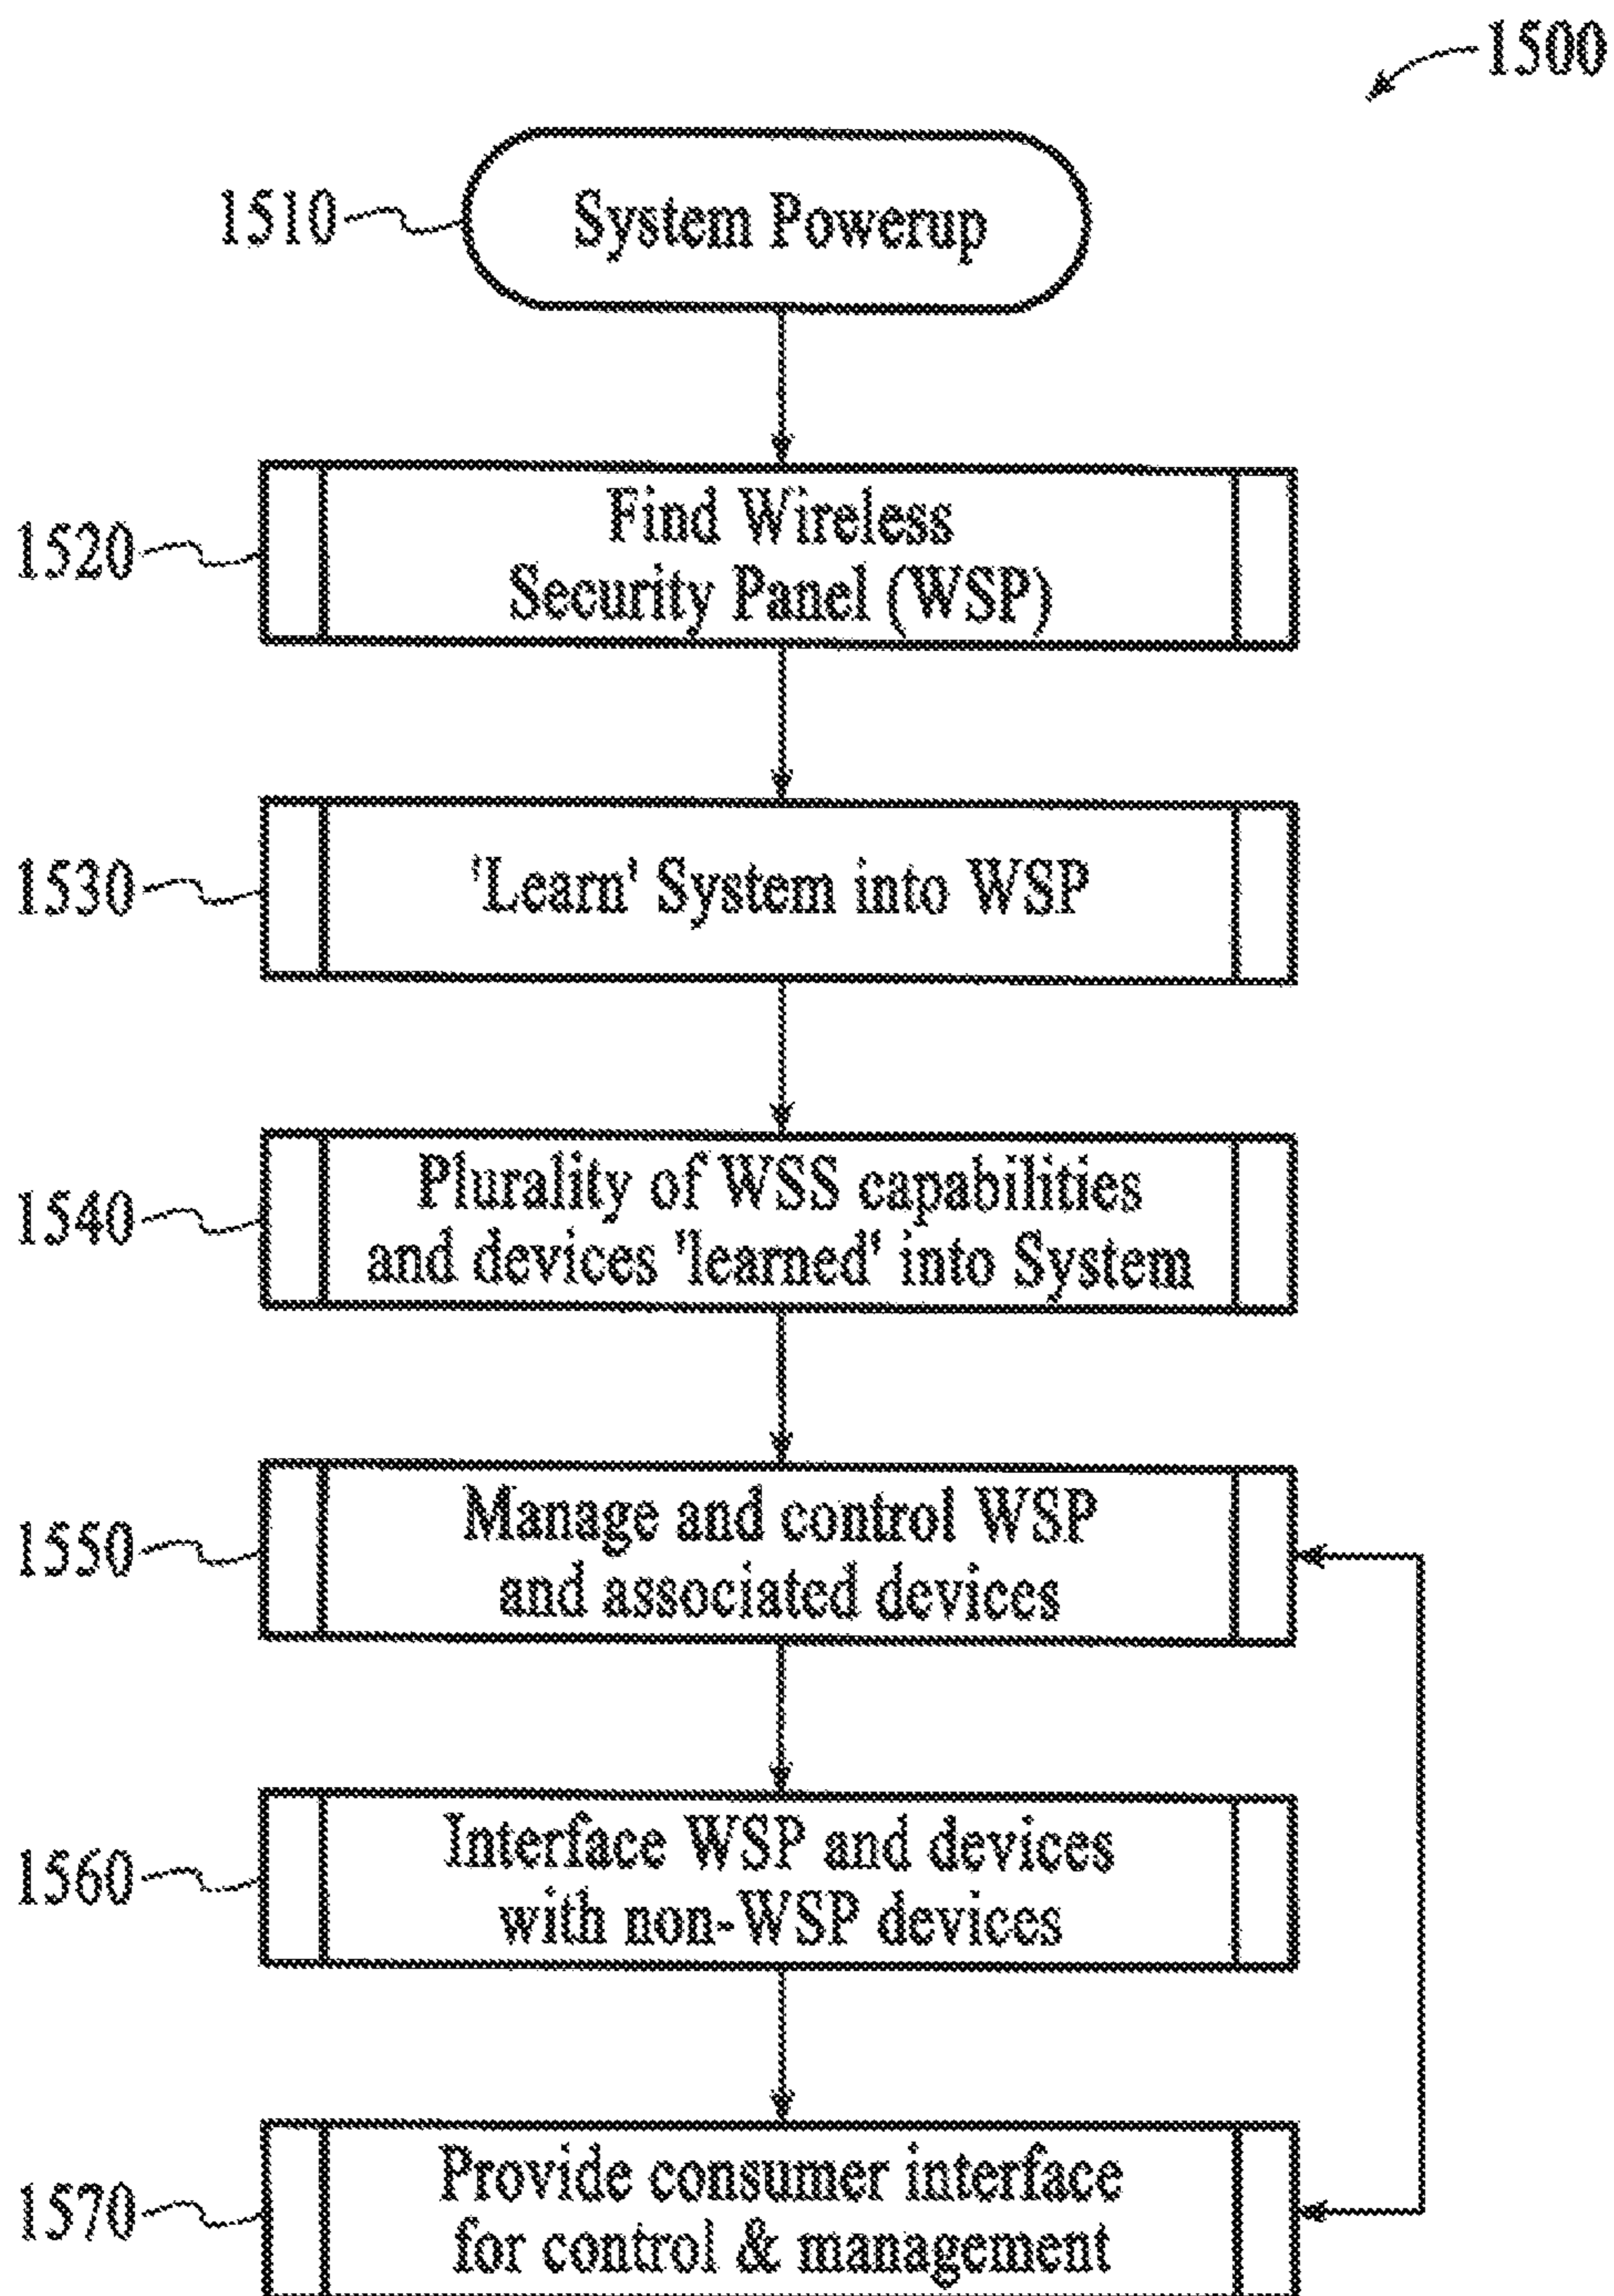 1500
1510
System Powerup
1520
Find Wireless
Security Panel (WSP)
1530
'Learn' System into WSP
1540
Plurality of WSS capabilities
and devices 'learned' into System
1550
Manage and control WSP
and associated devices
1560
Interface WSP and devices
with non-WSP devices
1570
Provide consumer interface
for control & management